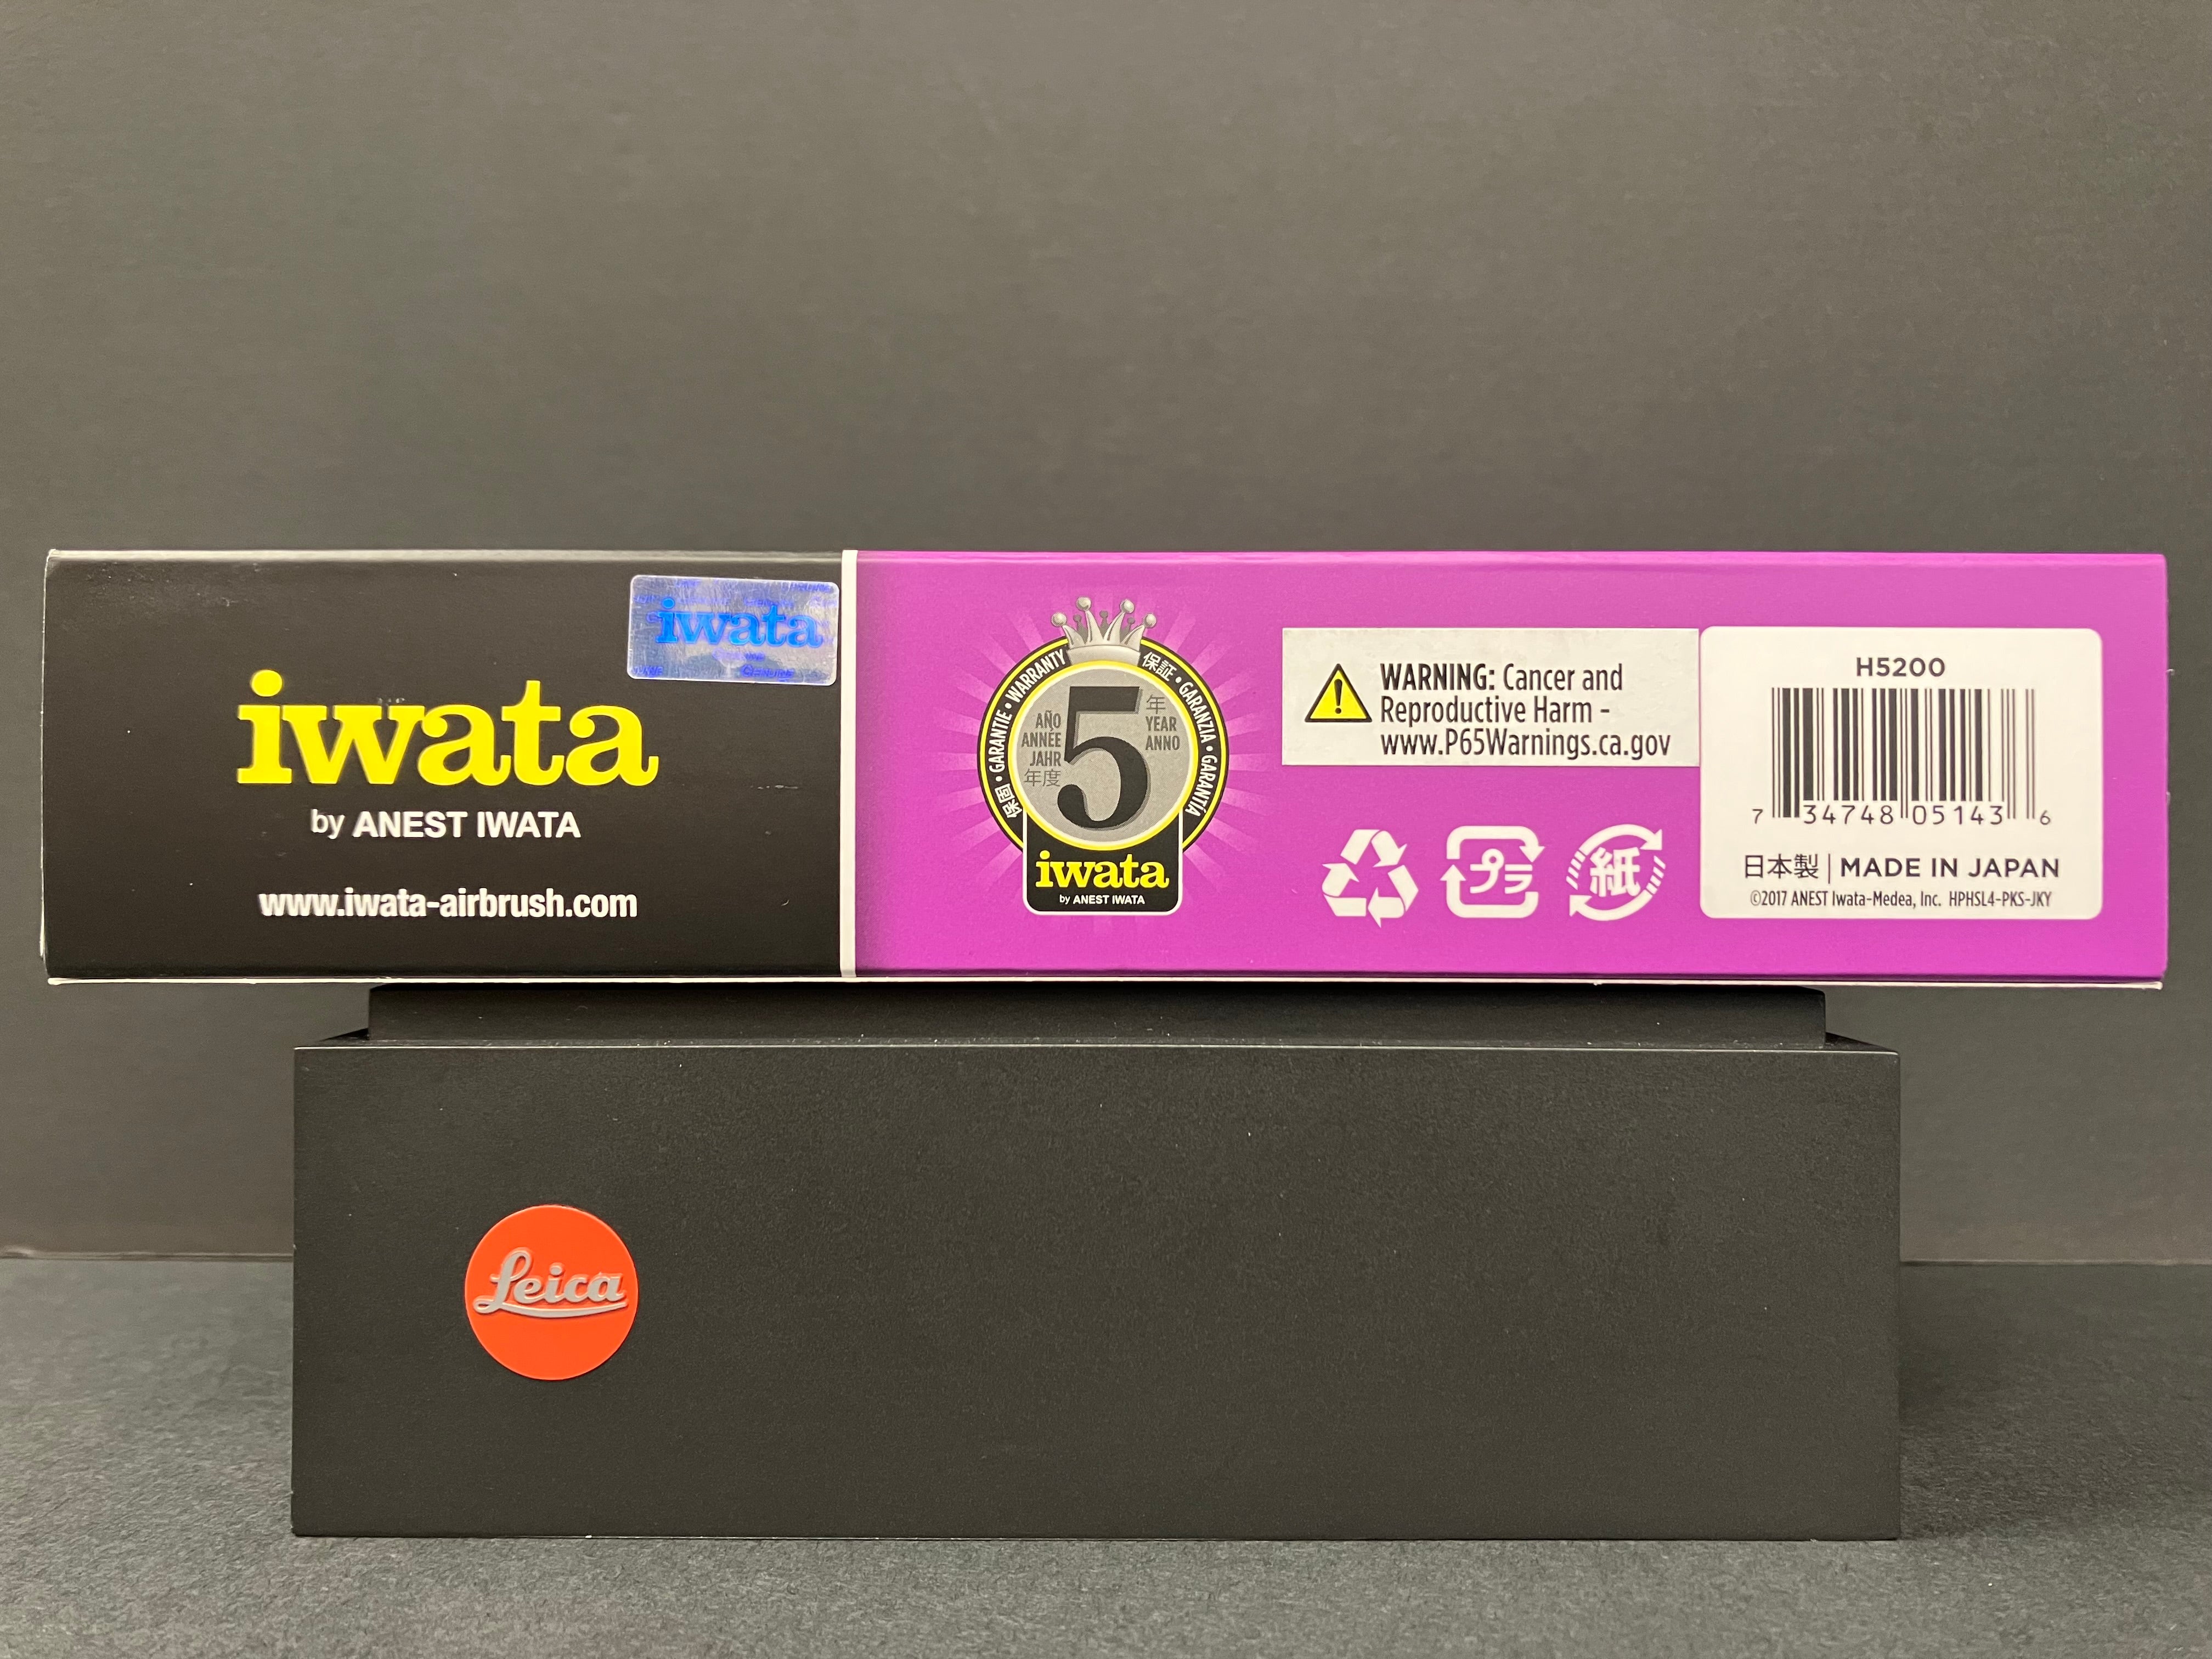 iwata
iwata
by ANEST IWATA
www.iwata-airbrush.com
保固 • GARANTIE • WARRANTY
保証 • GARANZIA • GARANTÍA
AÑO
ANNÉE
JAHR
年度
5
年
YEAR
ANNO
iwata
by ANEST IWATA
WARNING: Cancer and
Reproductive Harm -
www.P65Warnings.ca.gov
プラ
紙
H5200
7 34748 05143 6
日本製 | MADE IN JAPAN
©2017 ANEST Iwata-Medea, Inc. HPHSL4-PKS-JKY
Leica